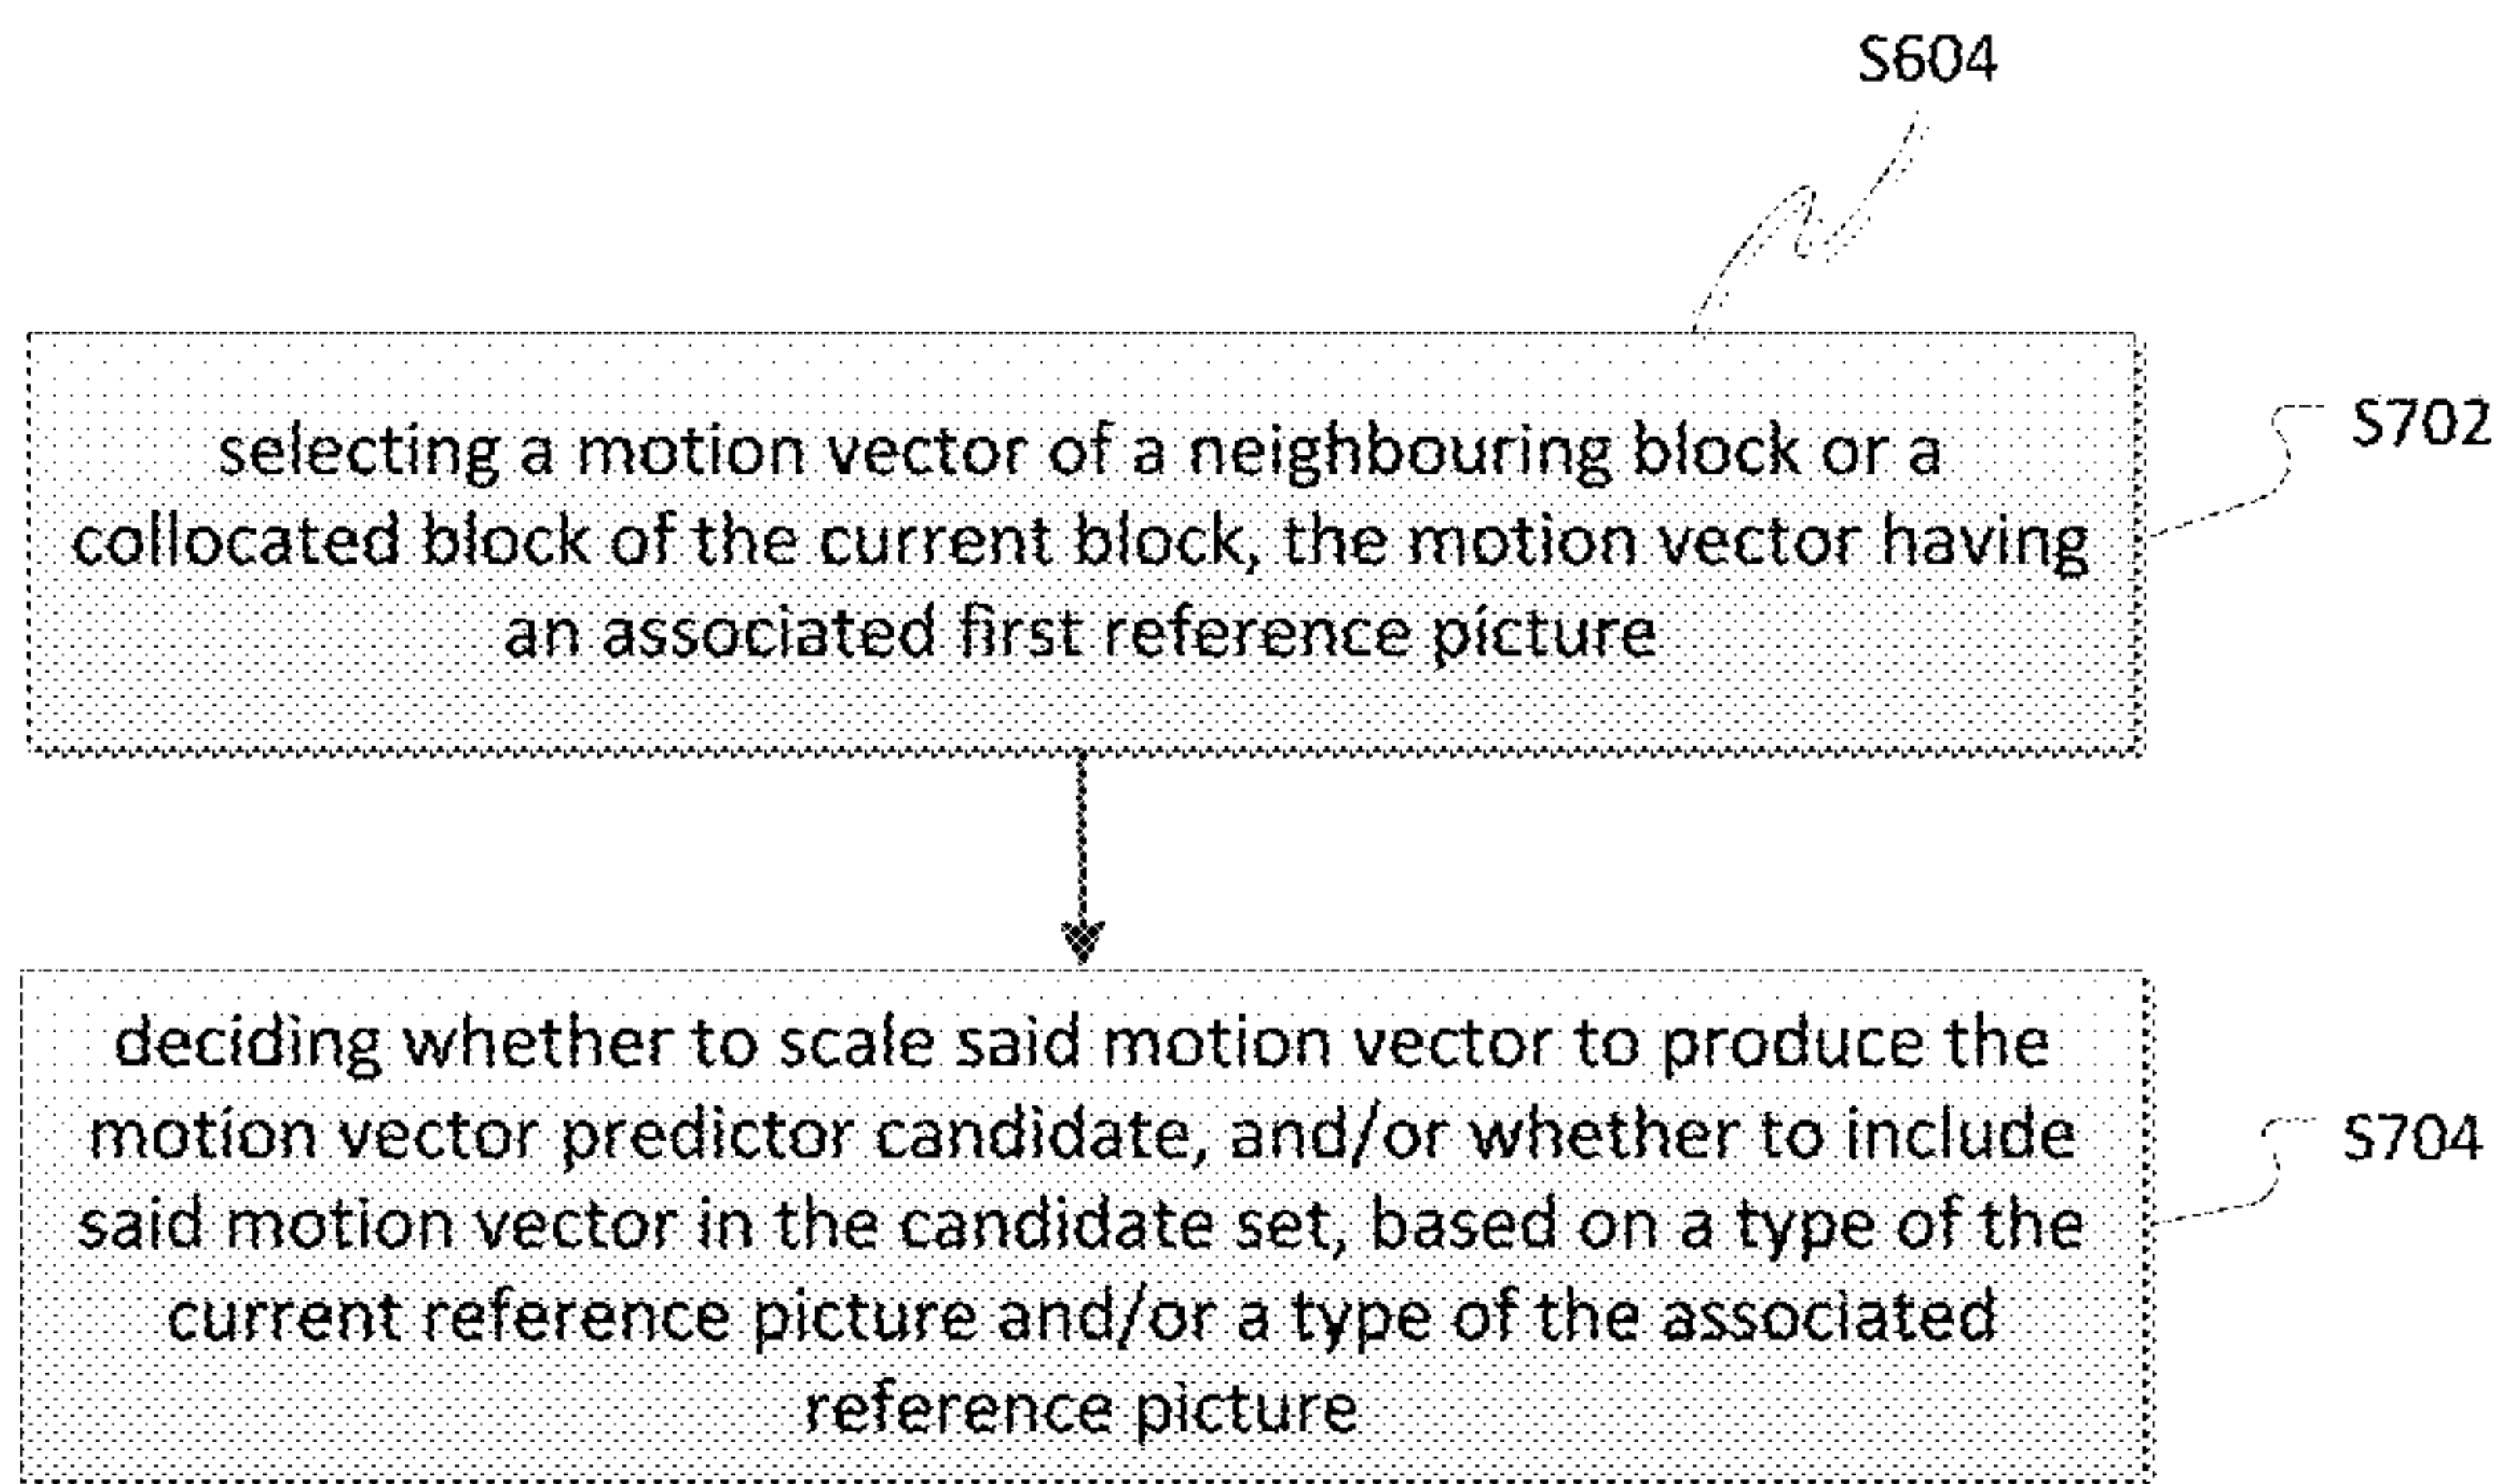 S604
selecting a motion vector of a neighbouring block or a
S702
collocated block of the current block, the motion vector having
an associated first reference picture
deciding whether to scale said motion vector to produce the
motion vector predictor candidate, and/or whether to include
S704
said motion vector in the candidate set, based on a type of the
current reference picture and/or a type of the associated
reference picture